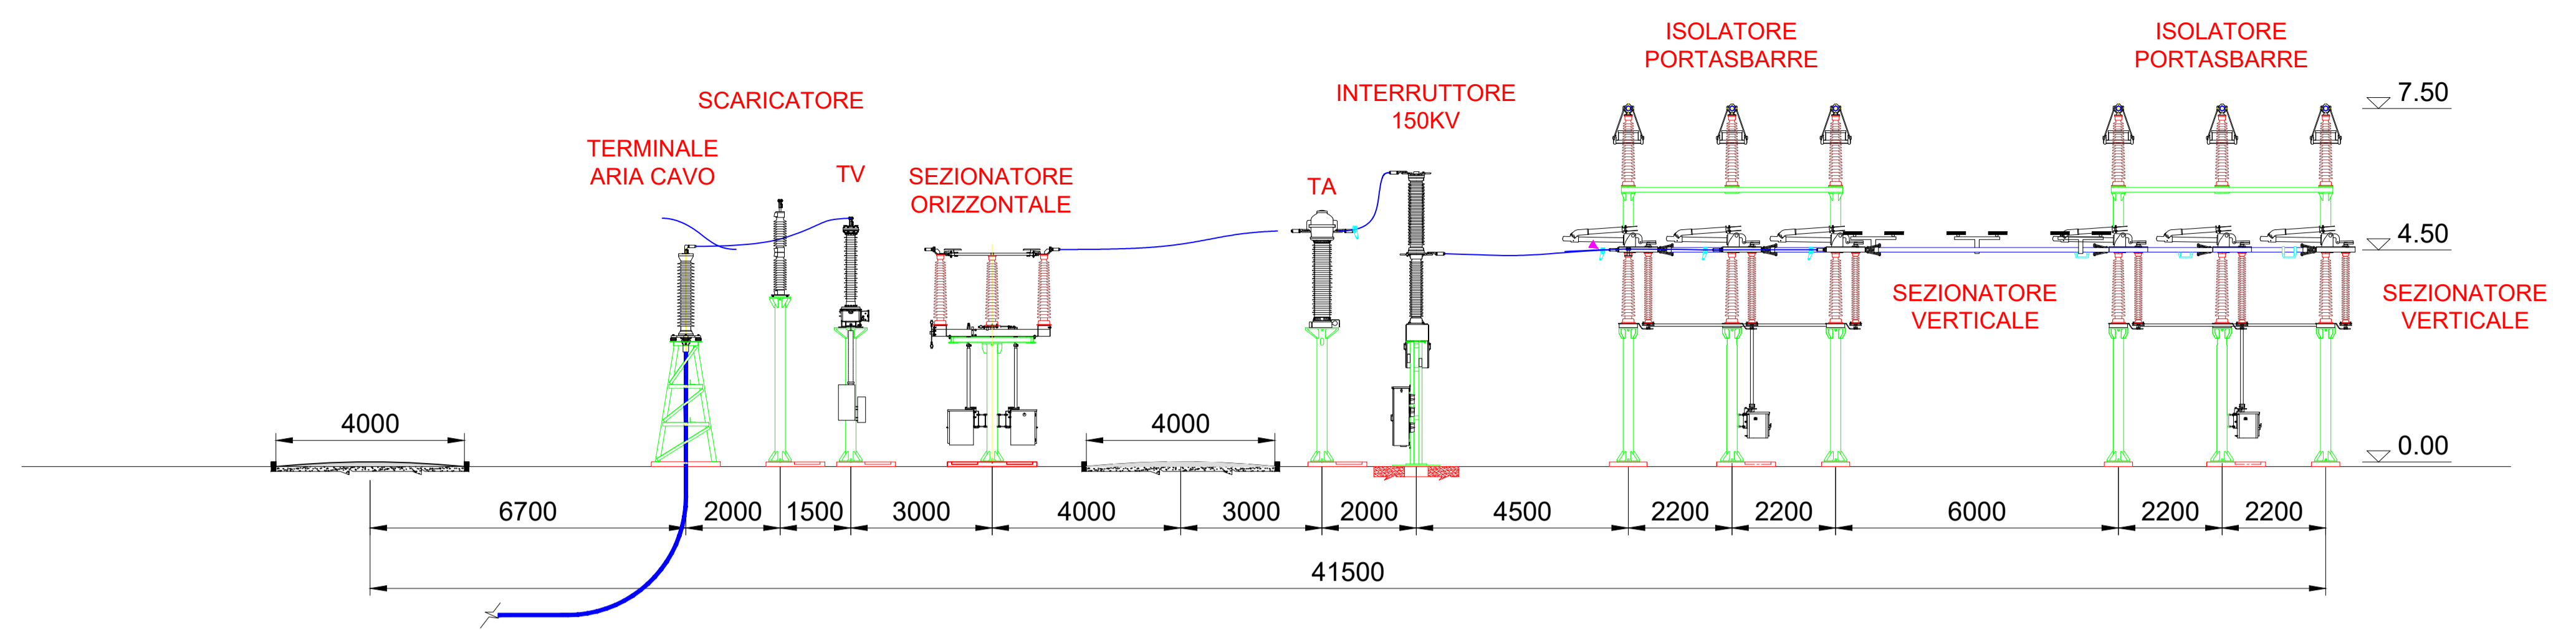 ISOLATORE
PORTASBARRE
ISOLATORE
PORTASBARRE
7.50
INTERRUTTORE
150KV
SCARICATORE
TERMINALE
ARIA CAVO
TV
SEZIONATORE
ORIZZONTALE
TA
4.50
SEZIONATORE
VERTICALE
SEZIONATORE
VERTICALE
4000
4000
0.00
6700
2000
1500
3000
4000
3000
2000
4500
2200
2200
6000
2200
2200
41500